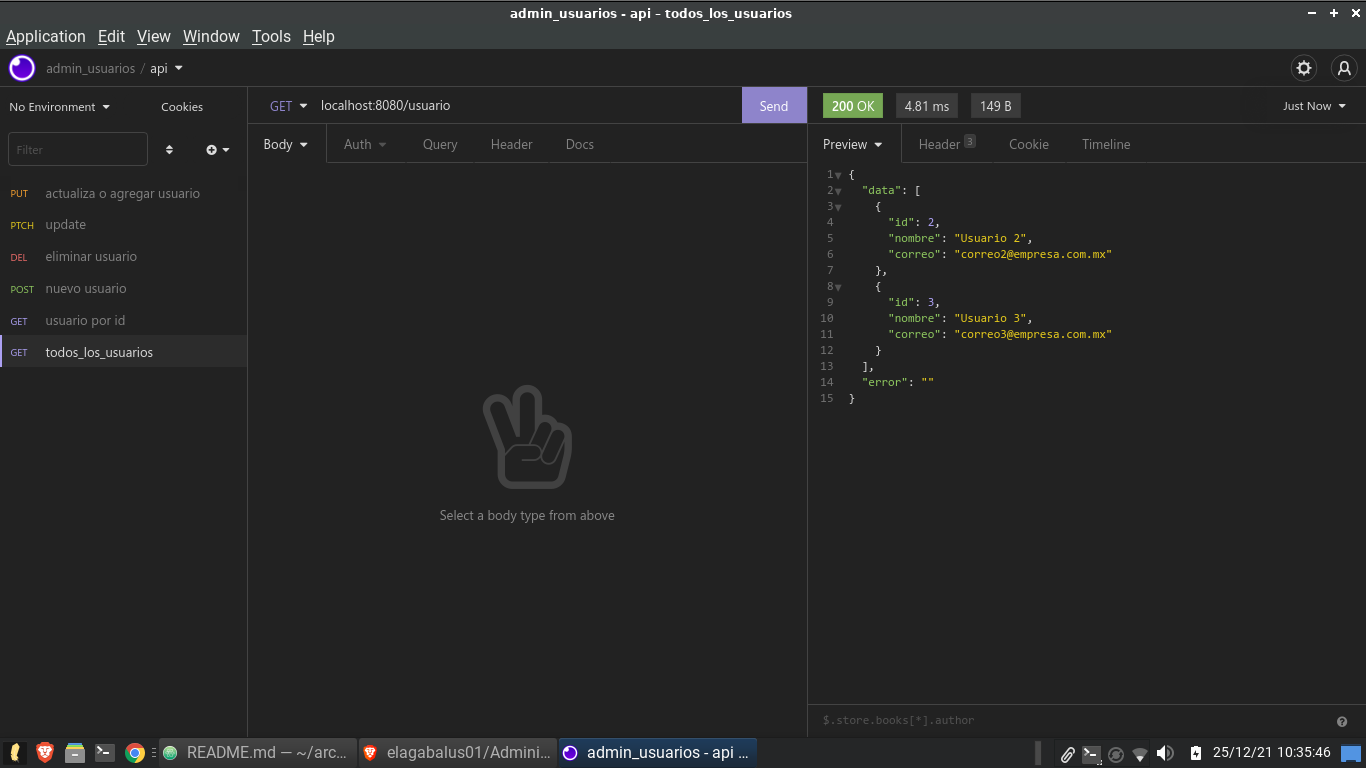 admin_usuarios - api – todos_los_usuarios
Application Edit View Window Tools Help
admin_usuarios / api
No Environment Cookies
GET localhost:8080/usuario Send
200 OK 4.81 ms 149 B Just Now
Filter
Body Auth Query Header Docs
Preview Header 3 Cookie Timeline
PUT actualiza o agregar usuario
PTCH update
DEL eliminar usuario
POST nuevo usuario
GET usuario por id
GET todos_los_usuarios
Select a body type from above
1 {
2 "data": [
3 {
4 "id": 2,
5 "nombre": "Usuario 2",
6 "correo": "correo2@empresa.com.mx"
7 },
8 {
9 "id": 3,
10 "nombre": "Usuario 3",
11 "correo": "correo3@empresa.com.mx"
12 }
13 ],
14 "error": ""
15 }
$.store.books[*].author
README.md — ~/arc...
elagabalus01/Admini...
admin_usuarios - api ...
25/12/21 10:35:46